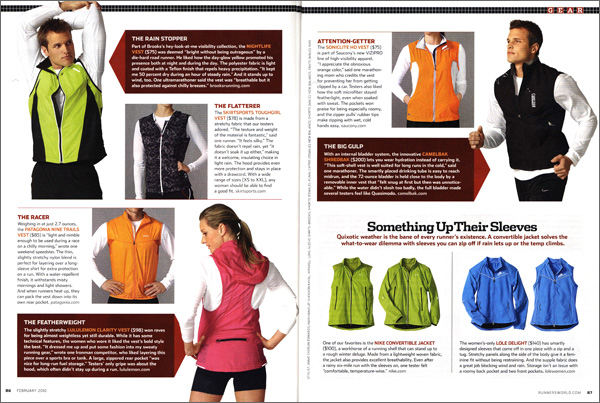 THE RAIN STOPPER
Part of Brooks's hey-look-at-me visibility collection, the NIGHTLIFE
VEST ($75) was deemed "bright without being outrageous" by a
die-hard road runner. He liked how the day-glow yellow promoted his
presence both at night and during the day. The polyester fabric is light
and coated with a Teflon finish that repels heavy precipitation. "It kept
me 50 percent dry during an hour of steady rain." And it stands up to
wind, too. One ultramarathoner said the vest was "breathable but it
also protected against chilly breezes." brooksrunning.com
THE FLATTERER
The SKIRTSPORTS TOUGHGIRL
VEST ($78) is made from a
stretchy fabric that our testers
adored. "The texture and weight
of the material is fantastic," said
one runner. "It feels silky." The
fabric doesn't repel rain, yet "it
doesn't soak it up either," making
it a welcome, insulating choice in
light rain. The hood provides even
more protection and stays in place
with a drawcord. With a wide
range of sizes (XS to XXL), any
woman should be able to find
a good fit. skirtsports.com
THE RACER
Weighing in at just 2.7 ounces,
the PATAGONIA NINE TRAILS
VEST ($85) is "light and nimble
enough to be used during a race
on a chilly morning," wrote one
weekend speedster. The thin,
slightly stretchy nylon blend is
perfect for layering over a long-
sleeve shirt for extra protection
on a run. With a water-repellent
finish, it withstands misty
mornings and light showers.
And when runners heat up, they
can pack the vest down into its
own rear pocket. patagonia.com
THE FEATHERWEIGHT
The slightly stretchy LULULEMON CLARITY VEST ($98) won raves
for being almost weightless yet still durable. While it has some
technical features, the women who wore it liked the vest's bold style
the best. "It dressed me up and put some fashion into my sweaty
running gear," wrote one Ironman competitor, who liked layering this
piece over a sports bra or tank. A large, zippered rear pocket "was
nice for long-run fuel storage." Testers' only gripe was about the
hood, which often didn't stay up during a run. lululemon.com
86 FEBRUARY 2010
GEAR
ATTENTION-GETTER
The SONICLITE HD VEST ($75)
is part of Saucony's new VIZIPRO
line of high-visibility apparel.
"I appreciate the obnoxious
orange color," said one marathon-
ing mom who credits the vest
for preventing her from getting
clipped by a car. Testers also liked
how the soft microfiber stayed
featherlight, even when soaked
with sweat. The pockets won
praise for being especially roomy,
and the zipper pulls' rubber tips
make zipping with wet, cold
hands easy. saucony.com
THE BIG GULP
With an internal bladder system, the innovative CAMELBAK
SHREDBAK ($200) lets you wear hydration instead of carrying it.
"This soft-shell vest is well suited for long runs in the cold," said
one marathoner. The smartly placed drinking tube is easy to reach
midrun, and the 72-ounce bladder is held close to the body by a
removable inner vest that "felt snug at first but then was unnotice-
able." While the water didn't slosh too badly, the full bladder made
several testers feel like Quasimodo. camelbak.com
Something Up Their Sleeves
Quixotic weather is the bane of every runner's existence. A convertible jacket solves the
what-to-wear dilemma with sleeves you can zip off if rain lets up or the temp climbs.
One of our favorites is the NIKE CONVERTIBLE JACKET
($100), a workhorse of a running shell that can stand up to
a rough winter deluge. Made from a lightweight woven fabric,
the jacket also provides excellent breathability. Even after
a rainy six-mile run with the sleeves on, one tester felt
"comfortable, temperature-wise." nike.com
The women's-only LOLE DELIGHT ($140) has smartly
designed sleeves that come off in one piece with a zip and a
tug. Stretchy panels along the side of the body give it a fem-
inine fit without being restraining. And the supple fabric does
a great job blocking wind and rain. Storage isn't an issue with
a roomy back pocket and two front pockets. lolewomen.com
RUNNERSWORLD.COM 87